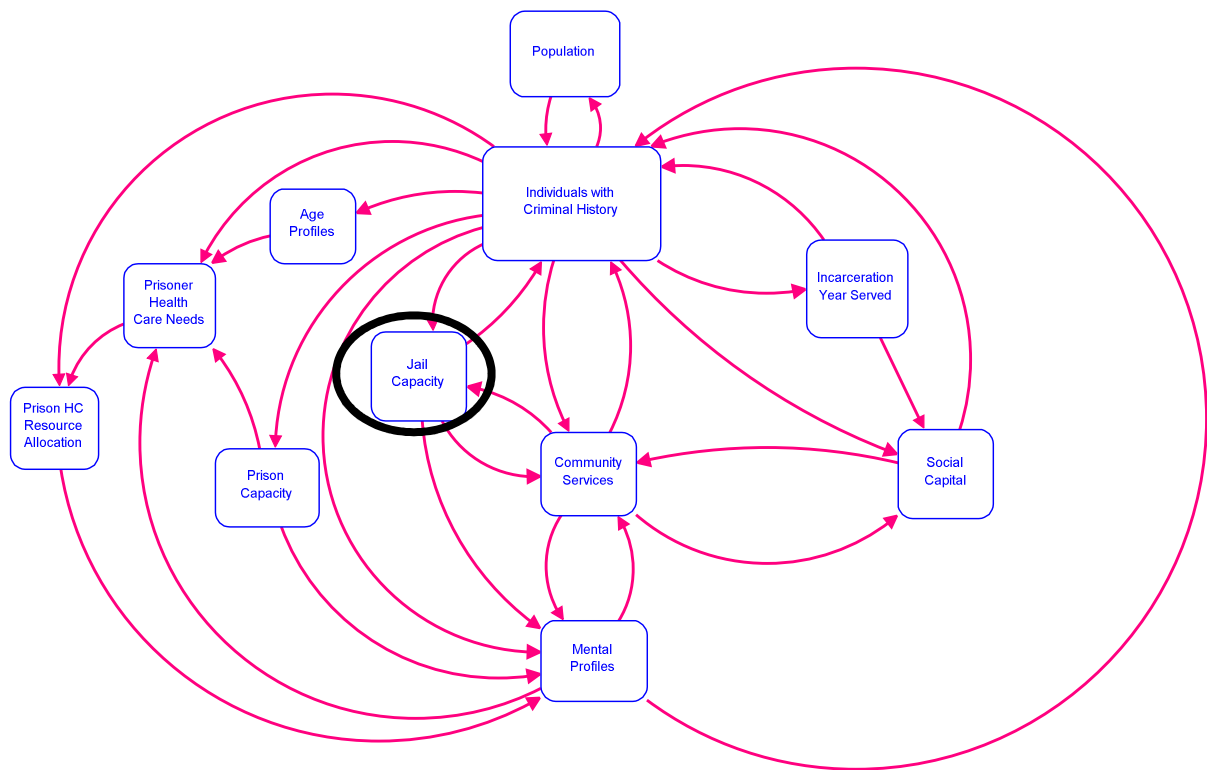 Population
Individuals with
Criminal History
Age
Profiles
Incarceration
Year Served
Prisoner
Health
Care Needs
Jail
Capacity
Prison HC
Resource
Allocation
Community
Services
Social
Capital
Prison
Capacity
Mental
Profiles